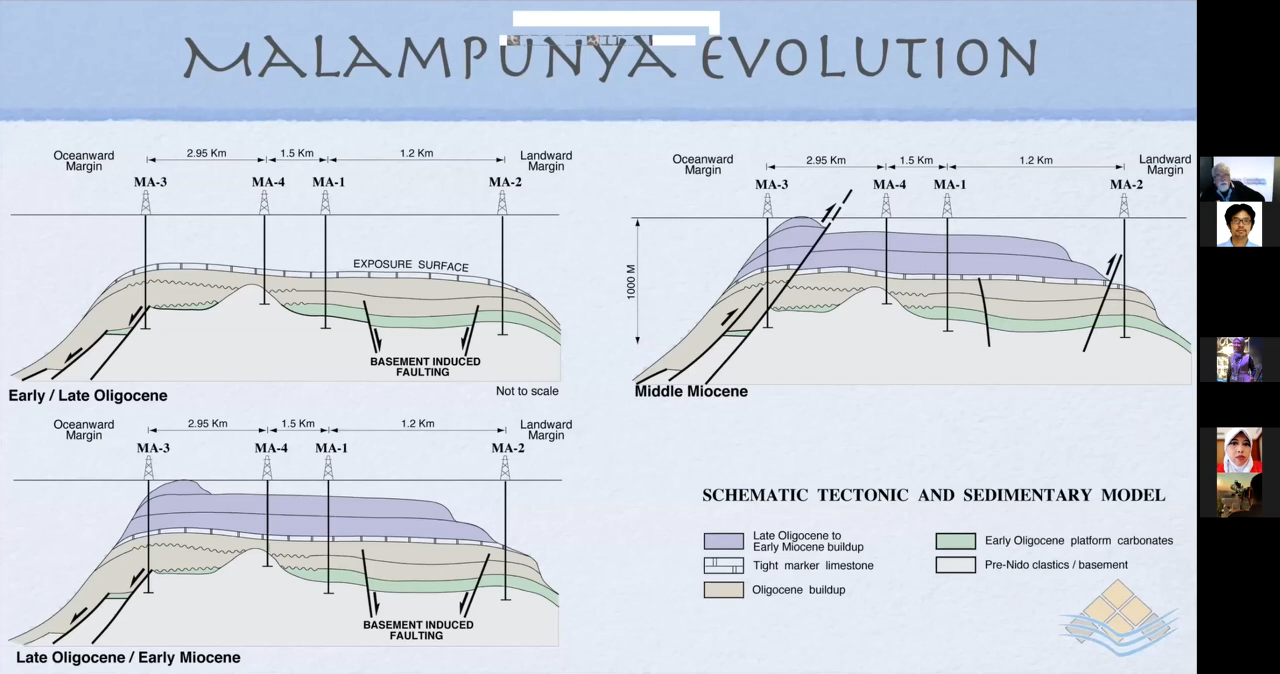 MALAMPUNYA EVOLUTION
Oceanward
Margin
2.95 Km
1.5 Km
1.2 Km
Landward
Margin
MA-3
MA-4
MA-1
MA-2
EXPOSURE SURFACE
BASEMENT INDUCED
FAULTING
Early / Late Oligocene
Not to scale
Oceanward
Margin
2.95 Km
1.5 Km
1.2 Km
Landward
Margin
MA-3
MA-4
MA-1
MA-2
1000 M
Middle Miocene
Oceanward
Margin
2.95 Km
1.5 Km
1.2 Km
Landward
Margin
MA-3
MA-4
MA-1
MA-2
BASEMENT INDUCED
FAULTING
Late Oligocene / Early Miocene
SCHEMATIC TECTONIC AND SEDIMENTARY MODEL
Late Oligocene to
Early Miocene buildup
Tight marker limestone
Oligocene buildup
Early Oligocene platform carbonates
Pre-Nido clastics / basement